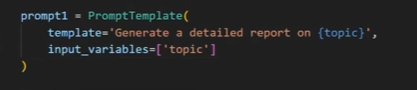 prompt1 = PromptTemplate(
    template='Generate a detailed report on {topic}',
    input_variables=['topic']
)